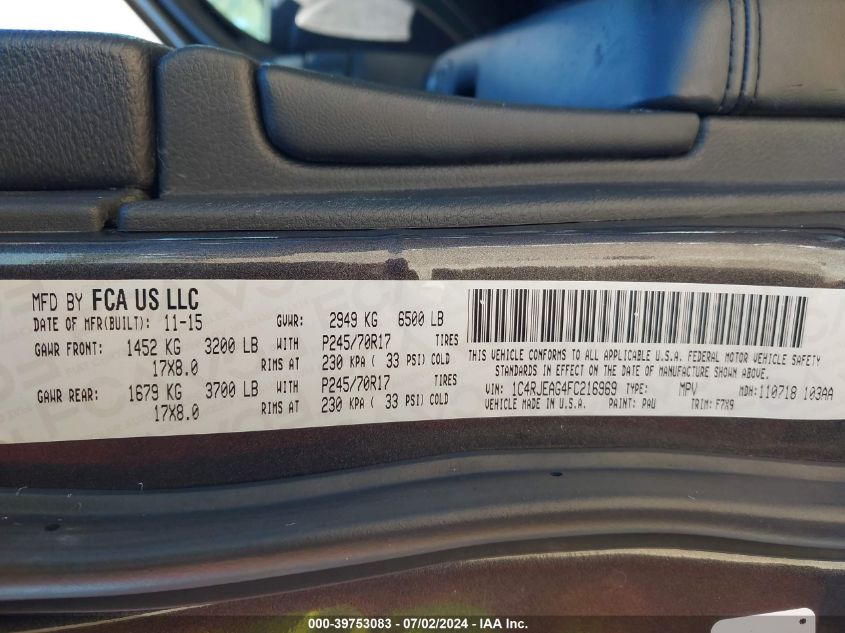 MFD BY FCA US LLC
DATE OF MFR(BUILT): 11-15 GVWR: 2949 KG 6500 LB
GAWR FRONT: 1452 KG 3200 LB WITH P245/70R17 TIRES
17X8.0 RIMS AT 230 KPA ( 33 PSI) COLD
GAWR REAR: 1679 KG 3700 LB WITH P245/70R17 TIRES
17X8.0 RIMS AT 230 KPA ( 33 PSI) COLD
THIS VEHICLE CONFORMS TO ALL APPLICABLE U.S.A. FEDERAL MOTOR VEHICLE SAFETY
STANDARDS IN EFFECT ON THE DATE OF MANUFACTURE SHOWN ABOVE.
VIN: 1C4RJEAG4FC216969 TYPE: MPV MDH:110718 103AA
VEHICLE MADE IN U.S.A. PAINT: PAU TRIM: F7X9
000-39753083 - 07/02/2024 - IAA Inc.